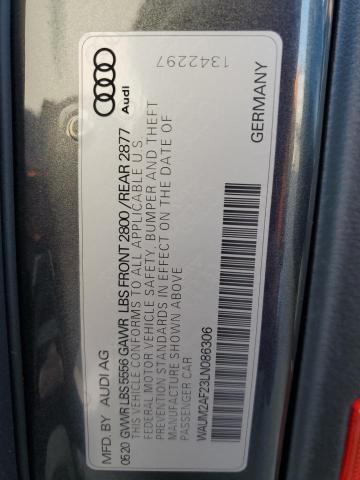 Audi
1342297
MFD. BY AUDI AG
06.20 GWWR LBS 5556 GAWR LBS FRONT 2800 / REAR 2877
THIS VEHICLE CONFORMS TO ALL APPLICABLE U.S.
FEDERAL MOTOR VEHICLE SAFETY, BUMPER AND THEFT
PREVENTION STANDARDS IN EFFECT ON THE DATE OF
MANUFACTURE SHOWN ABOVE.
PASSENGER CAR
WAUM2AF23LN086306
GERMANY